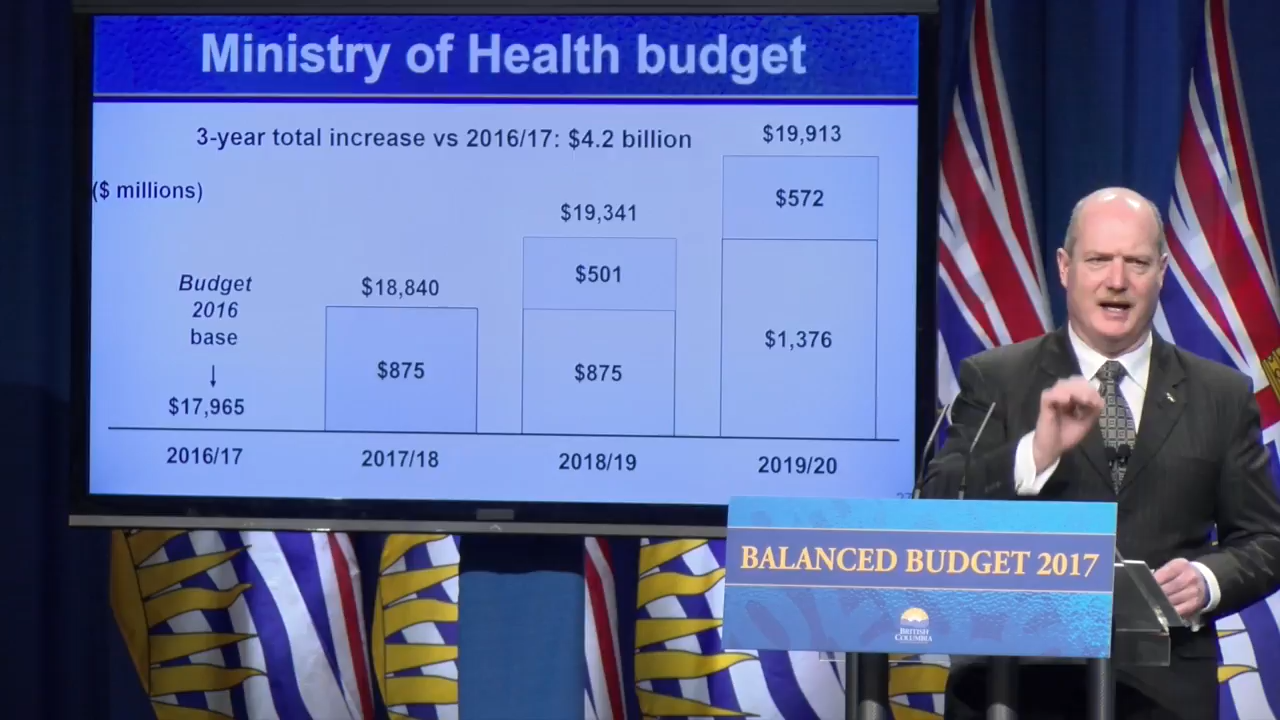 Ministry of Health budget
3-year total increase vs 2016/17: $4.2 billion
$19,913
($ millions)
$572
$19,341
$501
Budget
2016
base
$18,840
↓
$17,965
$875
$875
$1,376
2016/17
2017/18
2018/19
2019/20
BALANCED BUDGET 2017
BRITISH
COLUMBIA